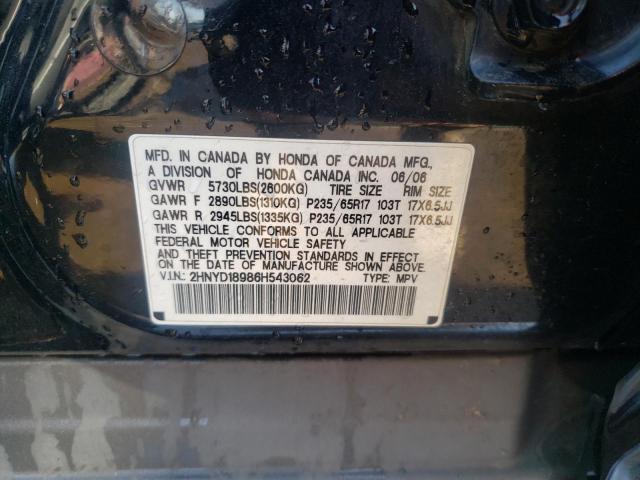 MFD. IN CANADA BY HONDA OF CANADA MFG.,
A DIVISION OF HONDA CANADA INC. 06/06
GVWR 5730LBS(2600KG) TIRE SIZE RIM SIZE
GAWR F 2890LBS(1310KG) P235/65R17 103T 17X6.5JJ
GAWR R 2945LBS(1335KG) P235/65R17 103T 17X6.5JJ
THIS VEHICLE CONFORMS TO ALL APPLICABLE
FEDERAL MOTOR VEHICLE SAFETY
AND THEFT PREVENTION STANDARDS IN EFFECT
ON THE DATE OF MANUFACTURE SHOWN ABOVE.
V.I.N.: 2HNYD18986H543062 TYPE: MPV